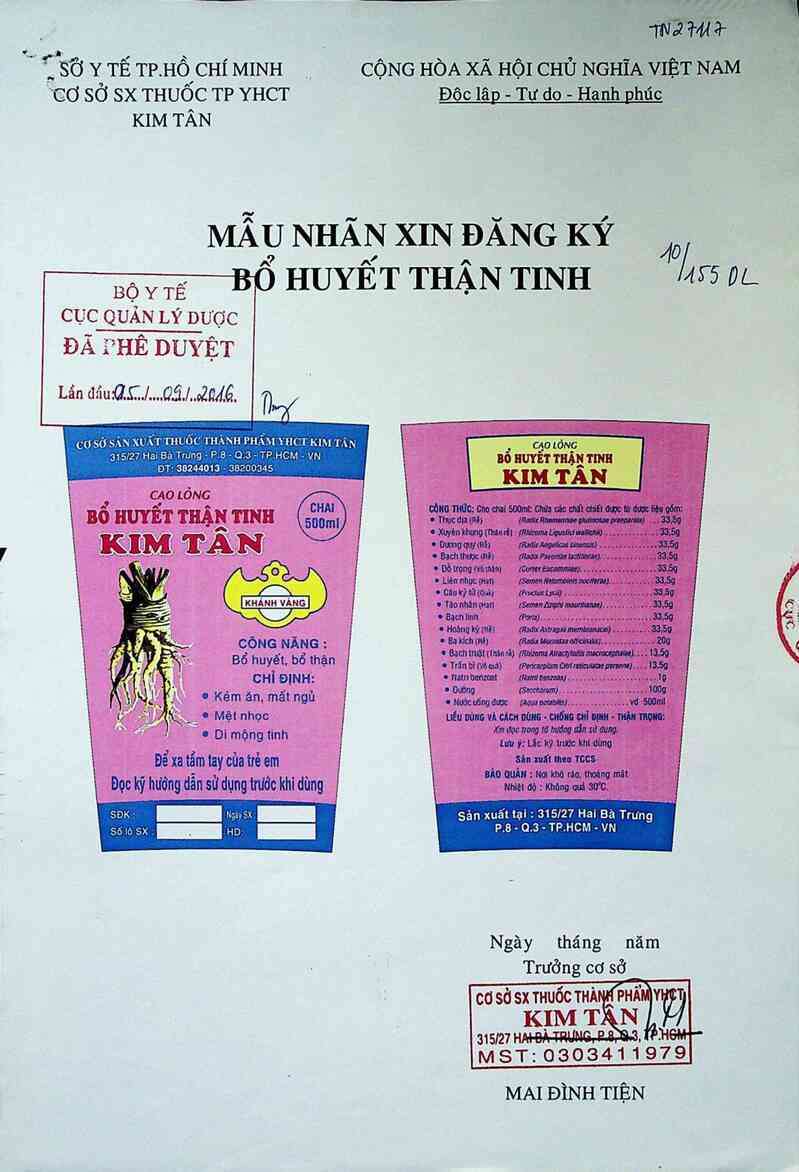 TN27117
SỞ Y TẾ TP.HỒ CHÍ MINH
CƠ SỞ SX THUỐC TP YHCT
KIM TÂN
CỘNG HÒA XÃ HỘI CHỦ NGHĨA VIỆT NAM
Độc lập - Tự do - Hạnh phúc
MẪU NHÃN XIN ĐĂNG KÝ
BỔ HUYẾT THẬN TINH
10/155 DL
BỘ Y TẾ
CỤC QUẢN LÝ DƯỢC
ĐÃ PHÊ DUYỆT
Lần đầu:05./....09./..2016.
CƠ SỞ SẢN XUẤT THUỐC THÀNH PHẨM YHCT KIM TÂN
315/27 Hai Bà Trưng - P.8 - Q.3 - TP.HCM - VN
ĐT: 38244013 - 38200345
CAO LỎNG
BỔ HUYẾT THẬN TINH
KIM TÂN
CHAI
500ml
KHÁNH VÀNG
CÔNG NĂNG :
Bổ huyết, bổ thận
CHỈ ĐỊNH:
• Kém ăn, mất ngủ
• Mệt nhọc
• Di mộng tinh
Để xa tầm tay của trẻ em
Đọc kỹ hướng dẫn sử dụng trước khi dùng
SĐK :
Ngày SX :
Số lô SX :
HD:
CAO LỎNG
BỔ HUYẾT THẬN TINH
KIM TÂN
CÔNG THỨC: Cho chai 500ml: Chứa các chất chiết được từ dược liệu gồm:
• Thục địa (Rễ) (Radix Rhemanniae glutinosae praeparata) ... 33,5g
• Xuyên khung (Thân rễ) (Rhizoma Ligustici wallichii) ... 33,5g
• Đương quy (Rễ) (Radix Angelicae sinensis) ... 33,5g
• Bạch thược (Rễ) (Radix Paeoniae lactiflorae) ... 33,5g
• Đỗ trọng (Vỏ thân) (Cortex Eucommiae) ... 33,5g
• Liên nhục (Hạt) (Semen Nelumbinis nuciferae) ... 33,5g
• Câu kỷ tử (Quả) (Fructus Lycii) ... 33,5g
• Táo nhân (Hạt) (Semen Ziziphi mauritianae) ... 33,5g
• Bạch linh (Poria) ... 33,5g
• Hoàng kỳ (Rễ) (Radix Astragali membranacei) ... 33,5g
• Ba kích (Rễ) (Radix Morindae officinalis) ... 20g
• Bạch truật (Thân rễ) (Rhizoma Atractylodis macrocephalae) ... 13,5g
• Trần bì (Vỏ quả) (Pericarpium Citri reticulatae perenne) ... 13,5g
• Natri benzoat (Natrii benzoas) ... 1g
• Đường (Saccharum) ... 100g
• Nước uống được (Aqua potabilis) ... vđ 500ml
LIỀU DÙNG VÀ CÁCH DÙNG - CHỐNG CHỈ ĐỊNH - THẬN TRỌNG:
Xin đọc trong tờ hướng dẫn sử dụng.
Lưu ý: Lắc kỹ trước khi dùng
Sản xuất theo TCCS
BẢO QUẢN : Nơi khô ráo, thoáng mát
Nhiệt độ : Không quá 30°C.
Sản xuất tại : 315/27 Hai Bà Trưng
P.8 - Q.3 - TP.HCM - VN
CỤC
Ngày tháng năm
Trưởng cơ sở
CƠ SỞ SX THUỐC THÀNH PHẨM YHCT
KIM TÂN
315/27 HAI BÀ TRƯNG, P.8, Q.3, TP.HCM
MST: 0303411979
MAI ĐÌNH TIỆN